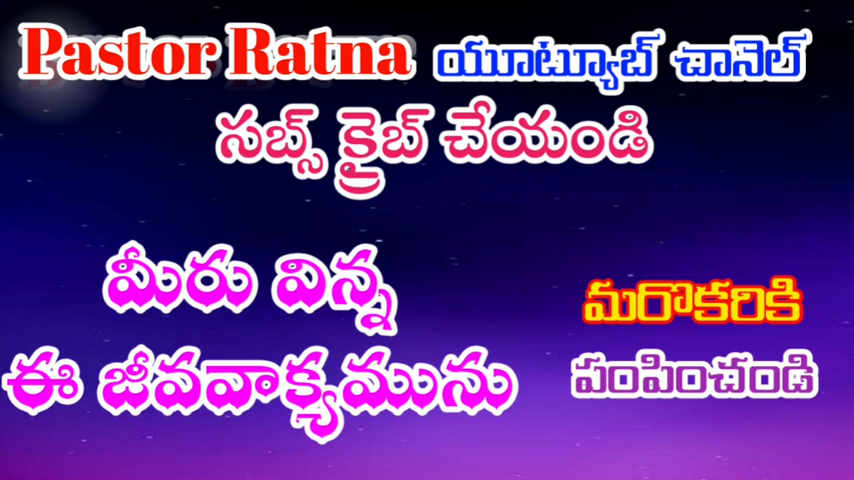 Pastor Ratna యూట్యూబ్ చానెల్
సబ్స్ క్రైబ్ చేయండి
మీరు విన్న
ఈ జీవవాక్యమును
మరొకరికి
పంపించండి